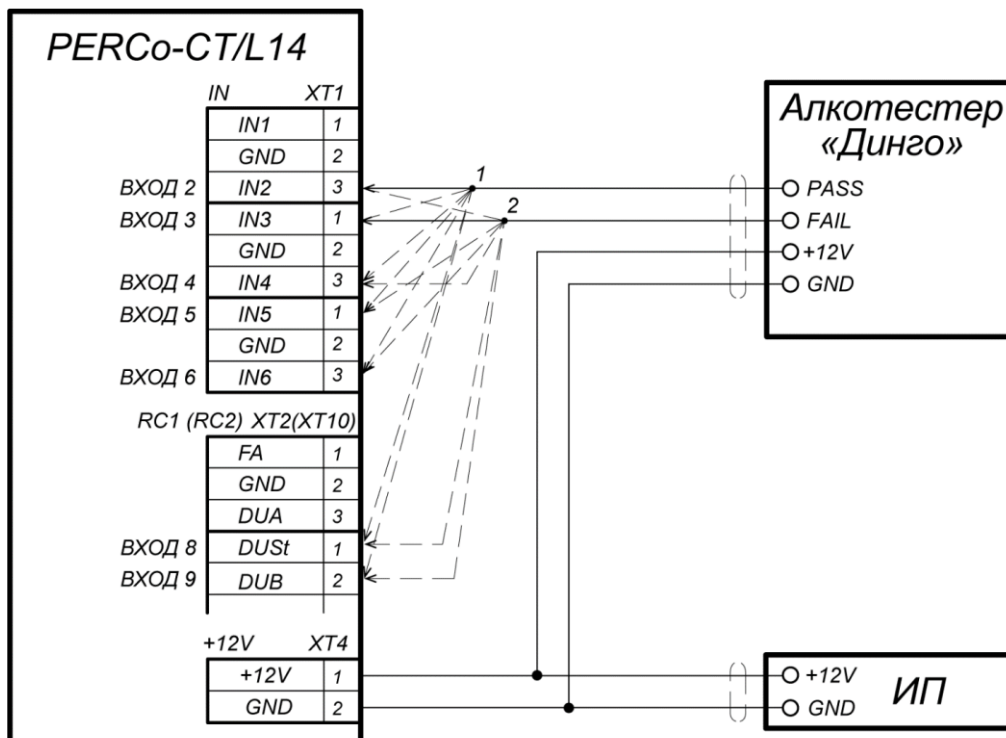 PERCo-CT/L14
IN XT1
IN1 1
GND 2
ВХОД 2 IN2 3
ВХОД 3 IN3 1
GND 2
ВХОД 4 IN4 3
ВХОД 5 IN5 1
GND 2
ВХОД 6 IN6 3
RC1 (RC2) XT2(XT10)
FA 1
GND 2
DUA 3
ВХОД 8 DUSt 1
ВХОД 9 DUB 2
+12V XT4
+12V 1
GND 2
1
2
Алкотестер
«Динго»
PASS
FAIL
+12V
GND
+12V
ИП
GND